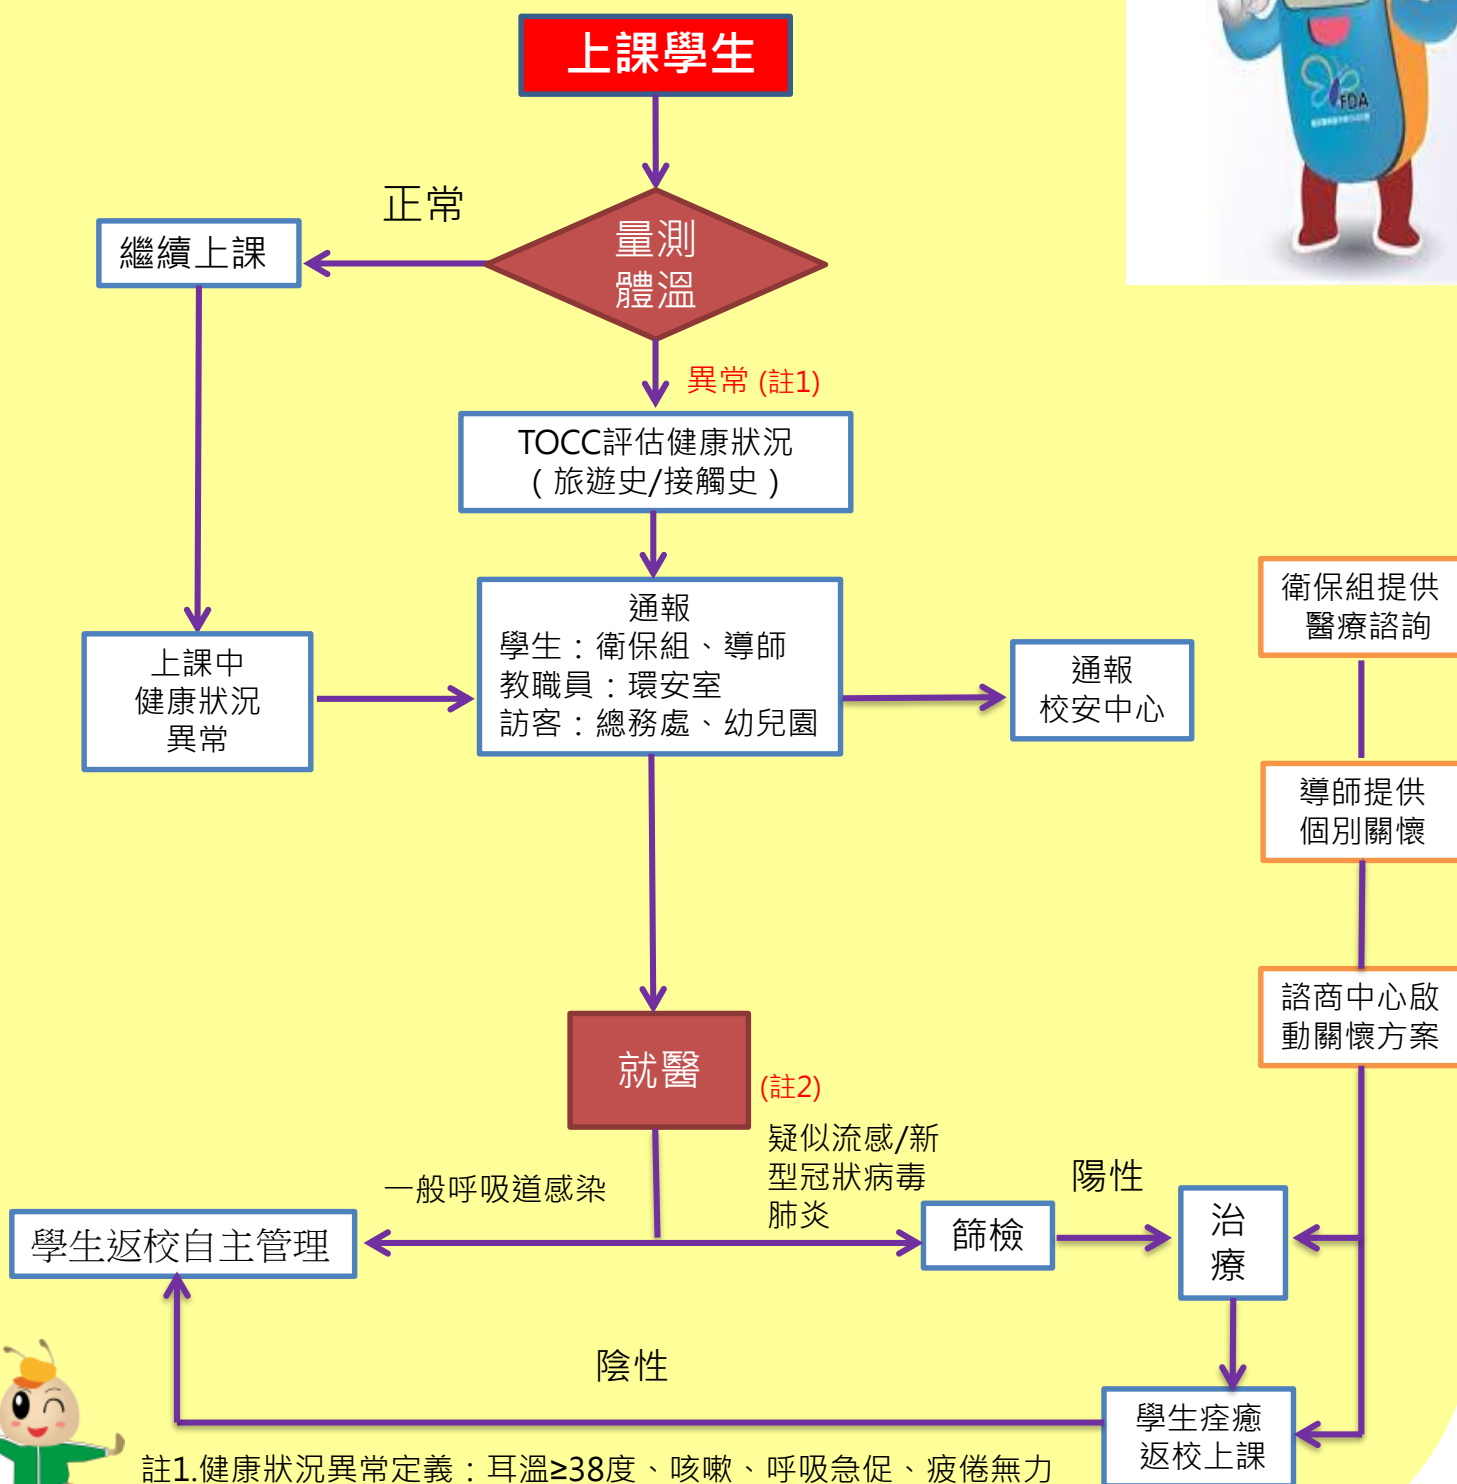 上課學生
FDA
正常
繼續上課
量測
體溫
異常 (註1)
TOCC評估健康狀況
( 旅遊史/接觸史 )
通報
學生：衛保組、導師
教職員：環安室
訪客：總務處、幼兒園
上課中
健康狀況
異常
通報
校安中心
衛保組提供
醫療諮詢
導師提供
個別關懷
諮商中心啟
動關懷方案
就醫
(註2)
一般呼吸道感染
疑似流感/新
型冠狀病毒
肺炎
陽性
學生返校自主管理
篩檢
治
療
陰性
學生痊癒
返校上課
註1.健康狀況異常定義：耳溫≥38度、咳嗽、呼吸急促、疲倦無力